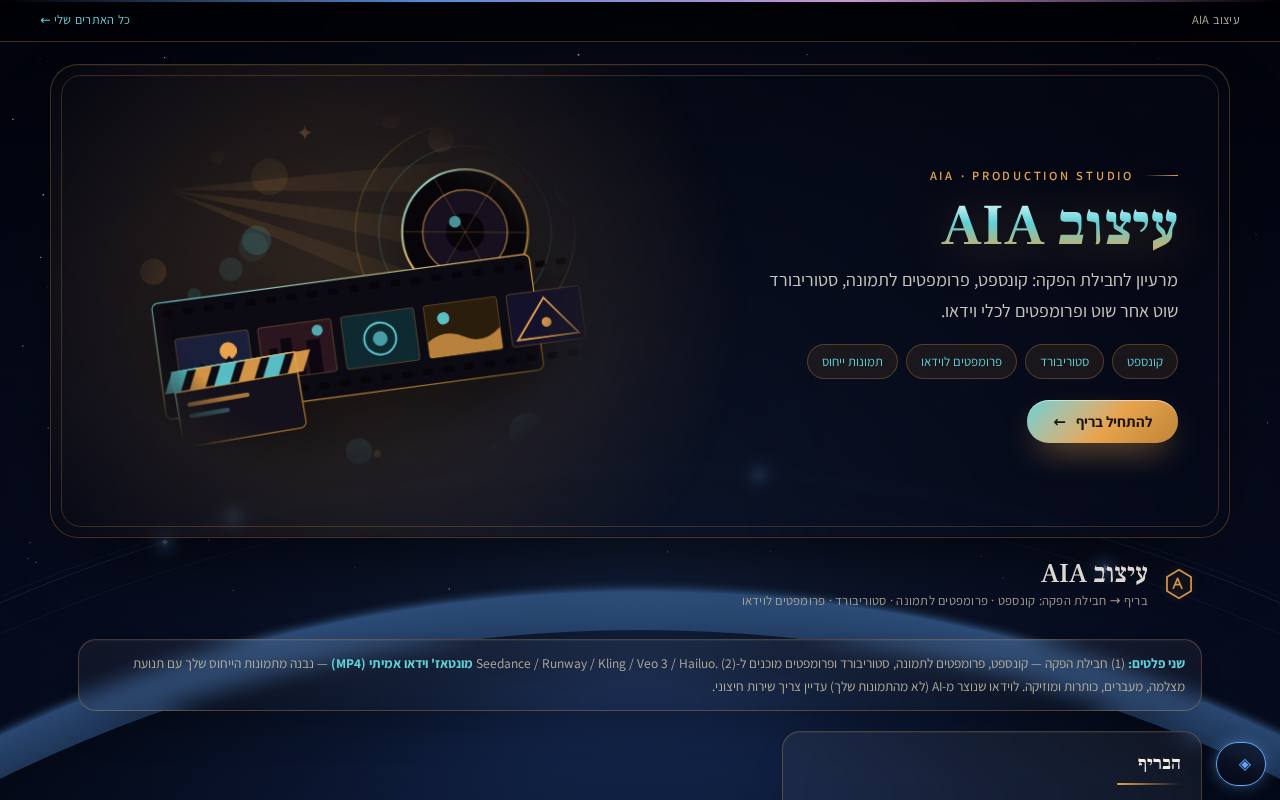 עיצוב AIA
כל האתרים שלי ←
AIA · PRODUCTION STUDIO
עיצוב AIA
מרעיון לחבילת הפקה: קונספט, פרומפטים לתמונה, סטוריבורד
שוט אחר שוט ופרומפטים לכלי וידאו.
קונספט
סטוריבורד
פרומפטים לוידאו
תמונות ייחוס
להתחיל בריף ←
עיצוב AIA
בריף → חבילת הפקה: קונספט · פרומפטים לתמונה · סטוריבורד · פרומפטים לוידאו
שני פלטים: (1) חבילת הפקה — קונספט, פרומפטים לתמונה, סטוריבורד ופרומפטים מוכנים ל-Seedance / Runway / Kling / Veo 3 / Hailuo. (2) מונטאז' וידאו אמיתי (MP4) — נבנה מתמונות הייחוס שלך עם תנועת
מצלמה, מעברים, כותרות ומוזיקה. לוידאו שנוצר מ-AI (לא מהתמונות שלך) עדיין צריך שירות חיצוני.
הבריף